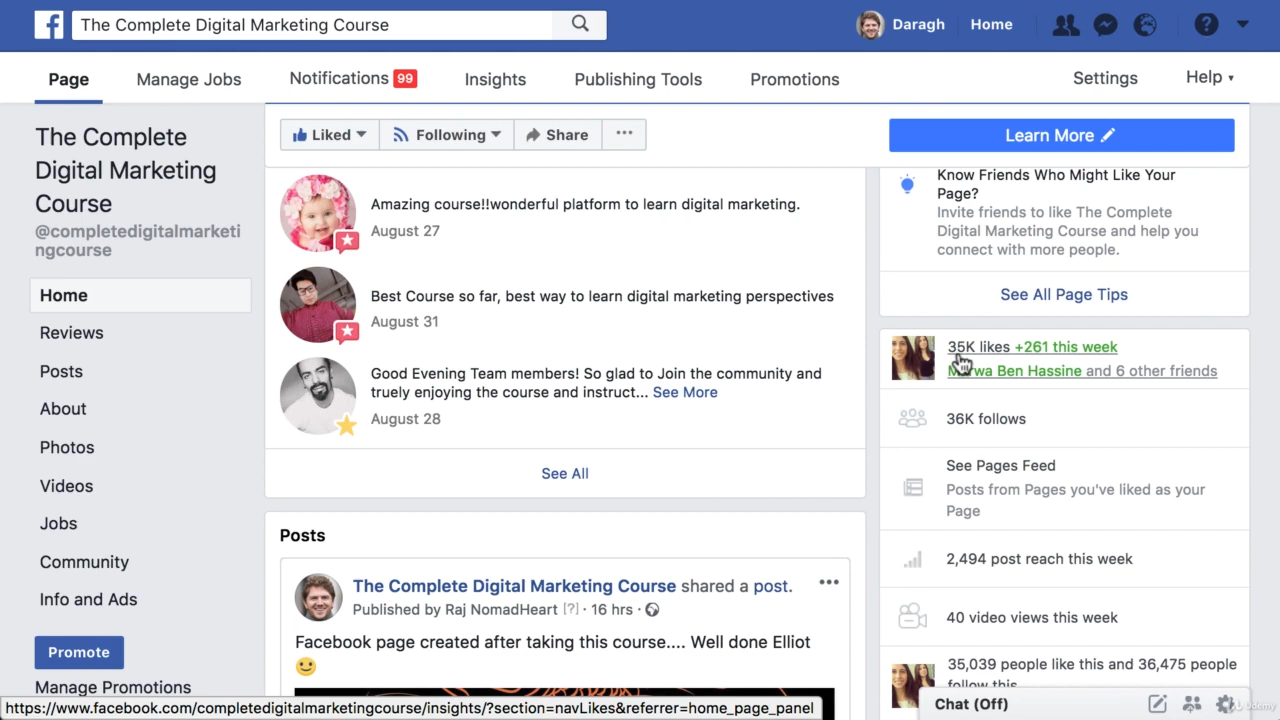 The Complete Digital Marketing Course
Daragh
Home
Page
Manage Jobs
Notifications 99
Insights
Publishing Tools
Promotions
Settings
Help
The Complete
Digital Marketing
Course
@completedigitalmarketi
ngcourse
Home
Reviews
Posts
About
Photos
Videos
Jobs
Community
Info and Ads
Promote
Manage Promotions
Liked
Following
Share
Learn More
Amazing course!!wonderful platform to learn digital marketing.
August 27
Best Course so far, best way to learn digital marketing perspectives
August 31
Good Evening Team members! So glad to Join the community and
truely enjoying the course and instruct... See More
August 28
See All
Posts
The Complete Digital Marketing Course shared a post.
Published by Raj NomadHeart [?] · 16 hrs ·
Facebook page created after taking this course.... Well done Elliot
Know Friends Who Might Like Your
Page?
Invite friends to like The Complete
Digital Marketing Course and help you
connect with more people.
See All Page Tips
35K likes +261 this week
Ben Hassine and 6 other friends
36K follows
See Pages Feed
Posts from Pages you've liked as your
Page
2,494 post reach this week
40 video views this week
35,039 people like this and 36,475 people
follow this
Chat (Off)
Udemy
https://www.facebook.com/completedigitalmarketingcourse/insights/?section=navLikes&referrer=home_page_panel